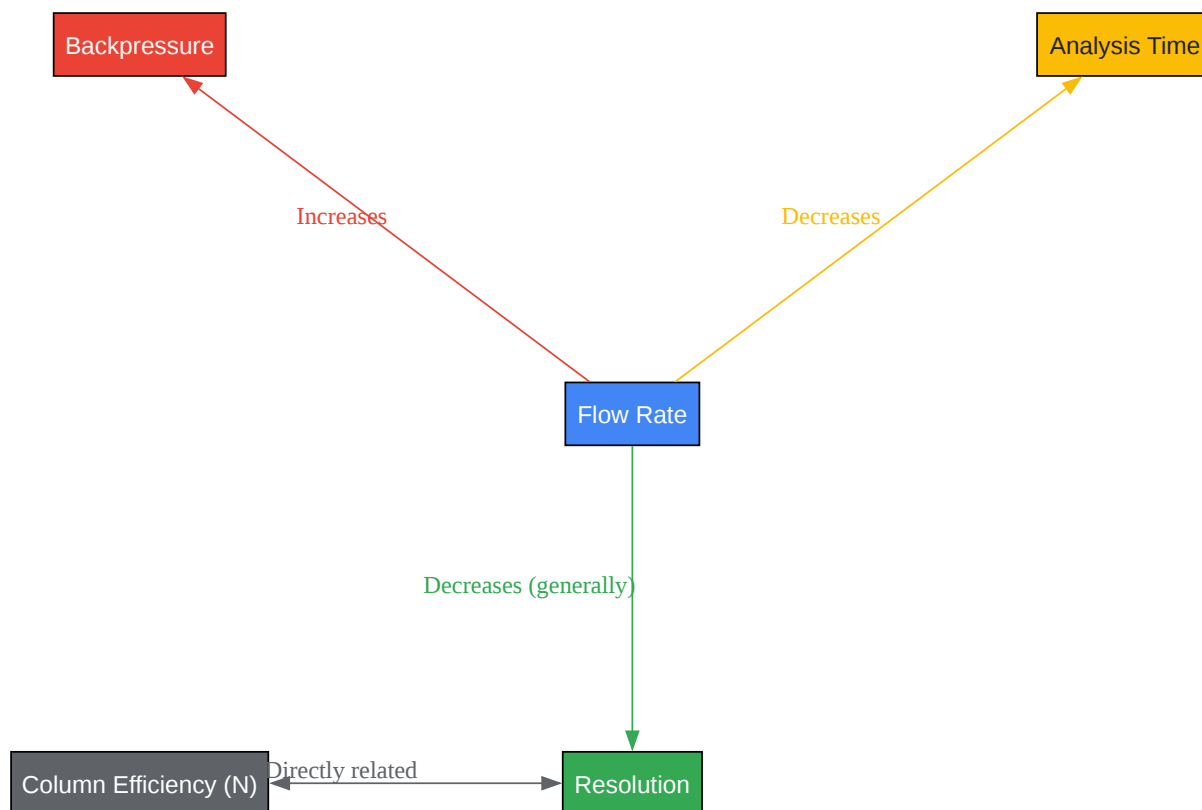 Backpressure
Analysis Time
Increases
Decreases
Flow Rate
Decreases (generally)
Column Efficiency (N)
Directly related
Resolution